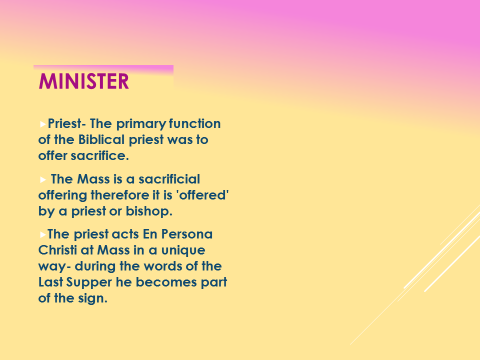 MINISTER
Priest- The primary function
of the Biblical priest was to
offer sacrifice.
The Mass is a sacrificial
offering therefore it is 'offered'
by a priest or bishop.
The priest acts En Persona
Christi at Mass in a unique
way- during the words of the
Last Supper he becomes part
of the sign.